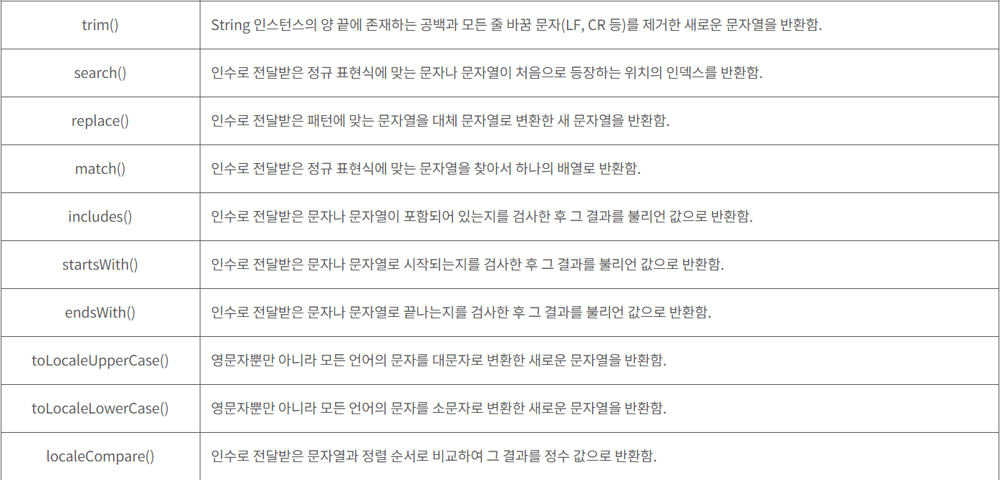 trim() String 인스턴스의 양 끝에 존재하는 공백과 모든 줄 바꿈 문자(LF, CR 등)를 제거한 새로운 문자열을 반환함.
search() 인수로 전달받은 정규 표현식에 맞는 문자나 문자열이 처음으로 등장하는 위치의 인덱스를 반환함.
replace() 인수로 전달받은 패턴에 맞는 문자열을 대체 문자열로 변환한 새 문자열을 반환함.
match() 인수로 전달받은 정규 표현식에 맞는 문자열을 찾아서 하나의 배열로 반환함.
includes() 인수로 전달받은 문자나 문자열이 포함되어 있는지를 검사한 후 그 결과를 불리언 값으로 반환함.
startsWith() 인수로 전달받은 문자나 문자열로 시작되는지를 검사한 후 그 결과를 불리언 값으로 반환함.
endsWith() 인수로 전달받은 문자나 문자열로 끝나는지를 검사한 후 그 결과를 불리언 값으로 반환함.
toLocaleUpperCase() 영문자뿐만 아니라 모든 언어의 문자를 대문자로 변환한 새로운 문자열을 반환함.
toLocaleLowerCase() 영문자뿐만 아니라 모든 언어의 문자를 소문자로 변환한 새로운 문자열을 반환함.
localeCompare() 인수로 전달받은 문자열과 정렬 순서로 비교하여 그 결과를 정수 값으로 반환함.